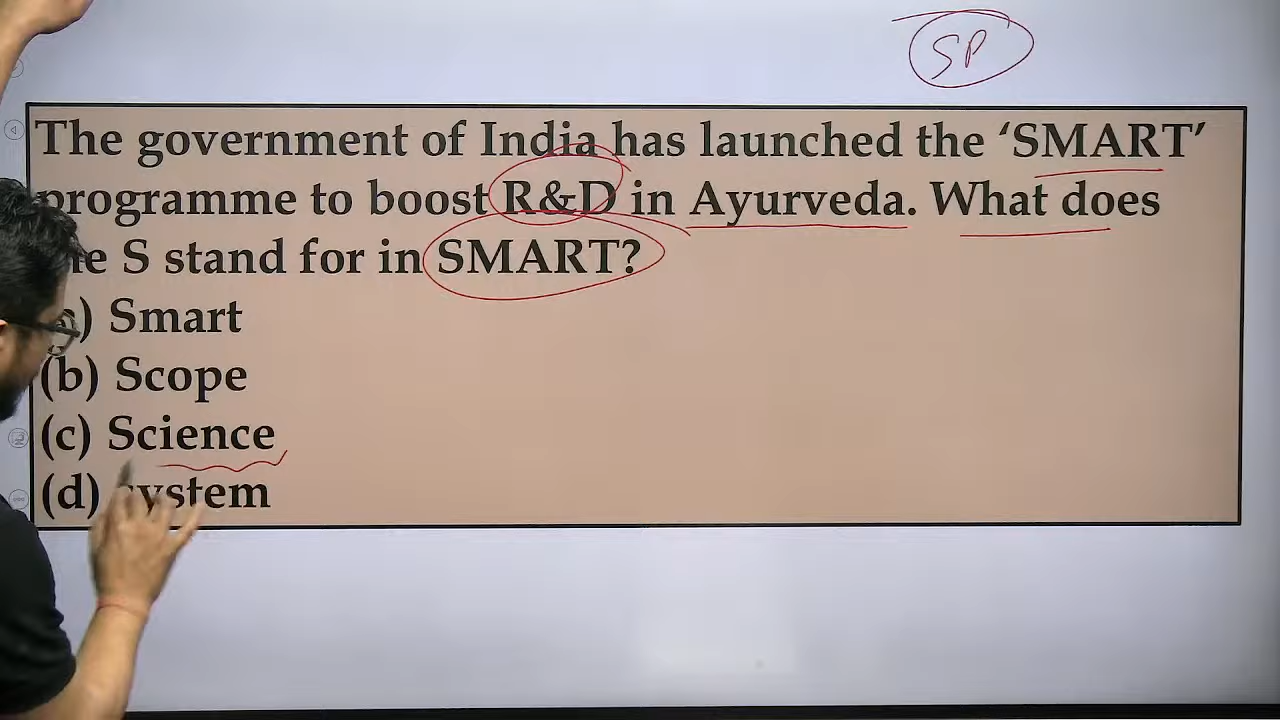 SP
The government of India has launched the ‘SMART’
programme to boost R&D in Ayurveda. What does
S stand for in SMART?
Smart
(b) Scope
(c) Science
(d) system